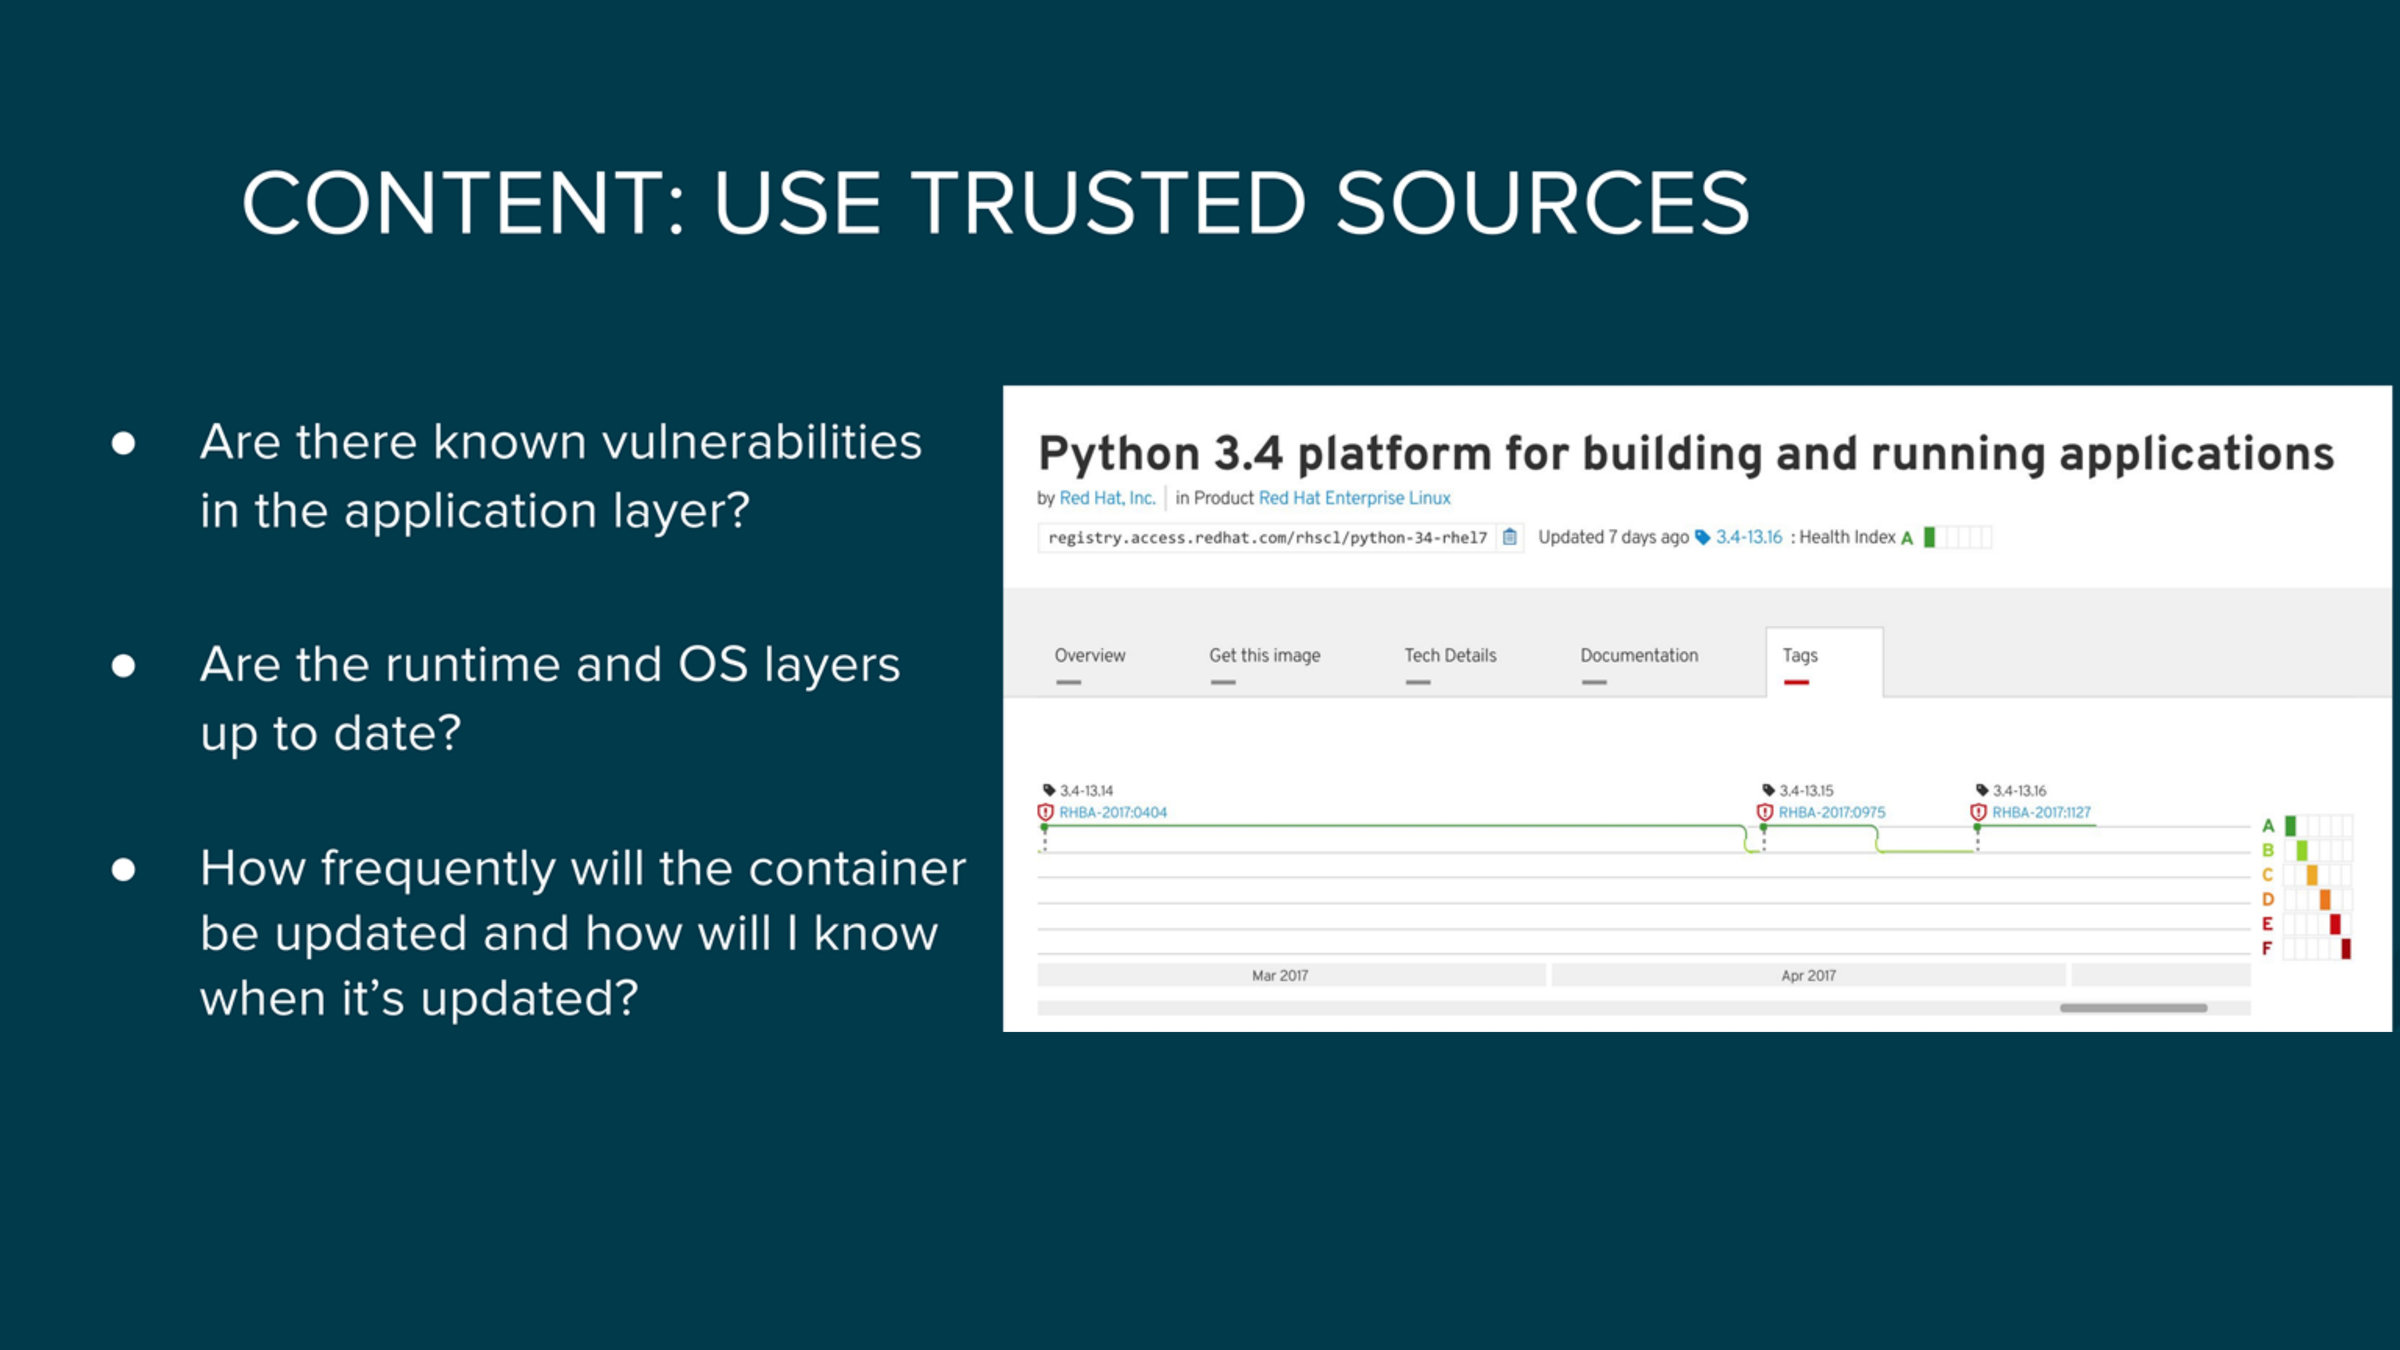 CONTENT: USE TRUSTED SOURCES
● Are there known vulnerabilities
in the application layer?
● Are the runtime and OS layers
up to date?
● How frequently will the container
be updated and how will I know
when it’s updated?
Python 3.4 platform for building and running applications
by Red Hat, Inc. in Product Red Hat Enterprise Linux
registry.access.redhat.com/rhscl/python-34-rhel7 Updated 7 days ago 3.4-13.16 : Health Index A
Overview Get this image Tech Details Documentation Tags
3.4-13.14 3.4-13.15 3.4-13.16
RHBA-2017:0404 RHBA-2017:0975 RHBA-2017:1127
A
B
C
D
E
F
Mar 2017 Apr 2017